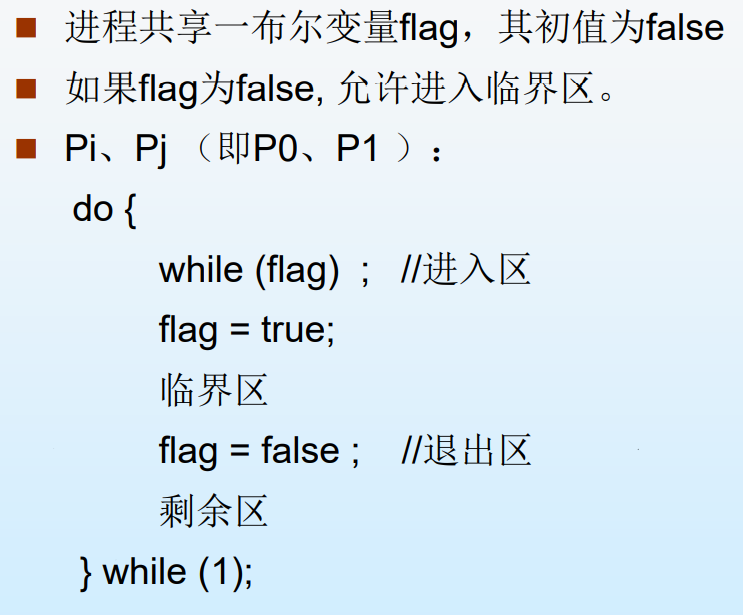 进程共享一布尔变量flag，其初值为false
如果flag为false, 允许进入临界区。
Pi、Pj （即P0、P1 ）：
do {
while (flag) ; //进入区
flag = true;
临界区
flag = false ; //退出区
剩余区
} while (1);